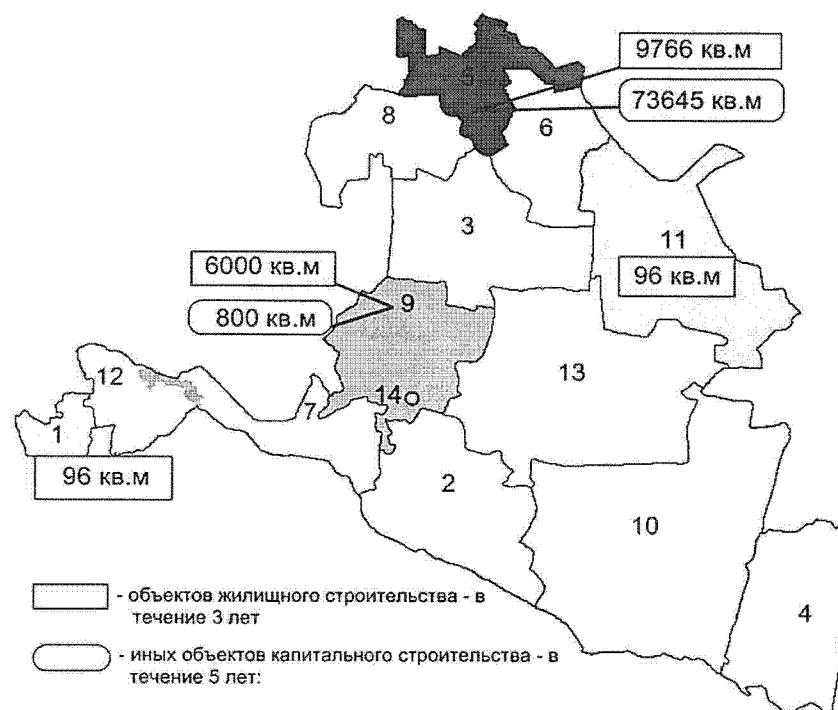 9766 кв.м
5
73645 кв.м
8
6
3
11
6000 кв.м
96 кв.м
9
800 кв.м
13
12
14
7
1
96 кв.м
2
10
- объектов жилищного строительства - в
течение 3 лет
4
- иных объектов капитального строительства - в
течение 5 лет: